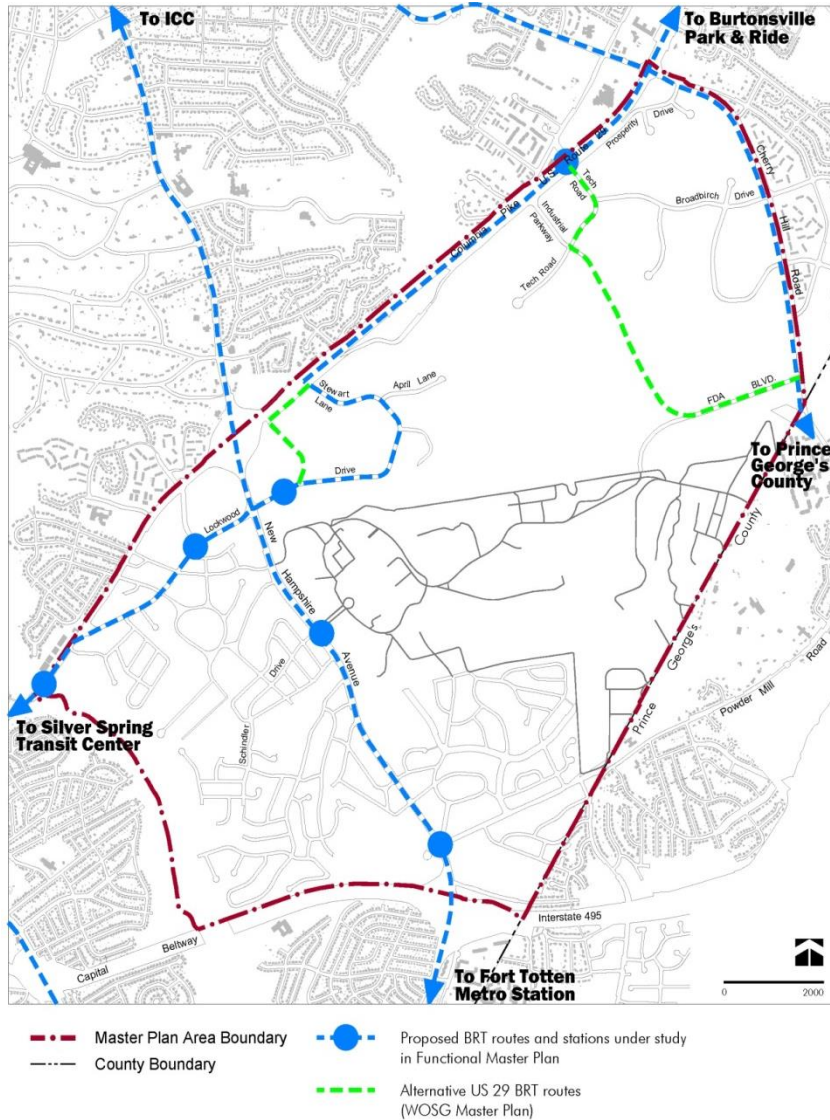 To ICC
To Burtonsville
Park & Ride
Prosperity Drive
Columbia Pike U.S. Route 29
Tech Road
Industrial
Parkway
Tech Road
Broadbirch Drive
Cherry Hill Road
Stewart
Lane
April Lane
FDA BLVD.
To Prince
George's
County
Lockwood Drive
New Hampshire Avenue
Prince George's County
Powder Mill Road
Schindler Drive
To Silver Spring
Transit Center
Capital Beltway
Interstate 495
To Fort Totten
Metro Station
0 2000
Master Plan Area Boundary
County Boundary
Proposed BRT routes and stations under study
in Functional Master Plan
Alternative US 29 BRT routes
(WOSG Master Plan)